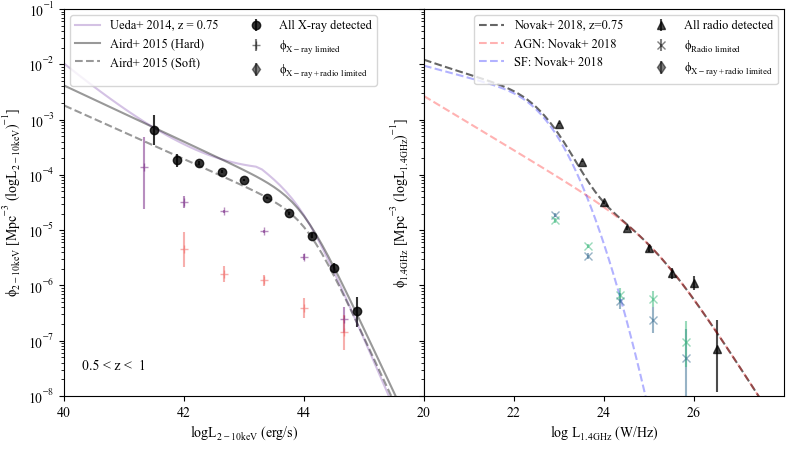 Ueda+ 2014, z = 0.75
Aird+ 2015 (Hard)
Aird+ 2015 (Soft)
All X-ray detected
ϕX−ray limited
ϕX−ray+radio limited
Novak+ 2018, z=0.75
AGN: Novak+ 2018
SF: Novak+ 2018
All radio detected
ϕRadio limited
ϕX−ray+radio limited
10⁻¹
10⁻²
10⁻³
10⁻⁴
10⁻⁵
10⁻⁶
10⁻⁷
10⁻⁸
ϕ2−10keV [Mpc⁻³ (logL2−10keV)⁻¹]
ϕ1.4GHz [Mpc⁻³ (logL1.4GHz)⁻¹]
0.5 < z < 1
40
42
44
20
22
24
26
logL2−10keV (erg/s)
log L1.4GHz (W/Hz)